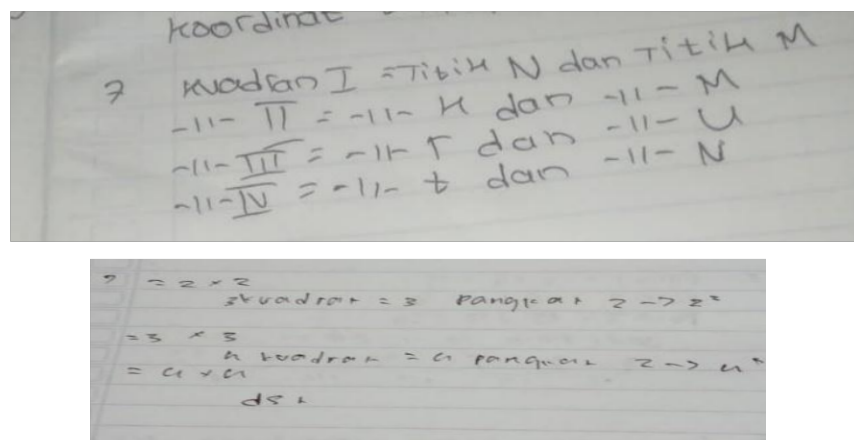 koordinat
7 kuadran I = Titik N dan Titik M
-11- II = -11- K dan -11- M
-11- III = -11- r dan -11- U
-11- IV = -11- t dan -11- N
? = 2 x 2
3 kuadrat = 3 pangkat 2 -> 2²
= 3 x 3
4 kuadrat = 4 pangkat 2 -> 4²
= 4 x 4
dst